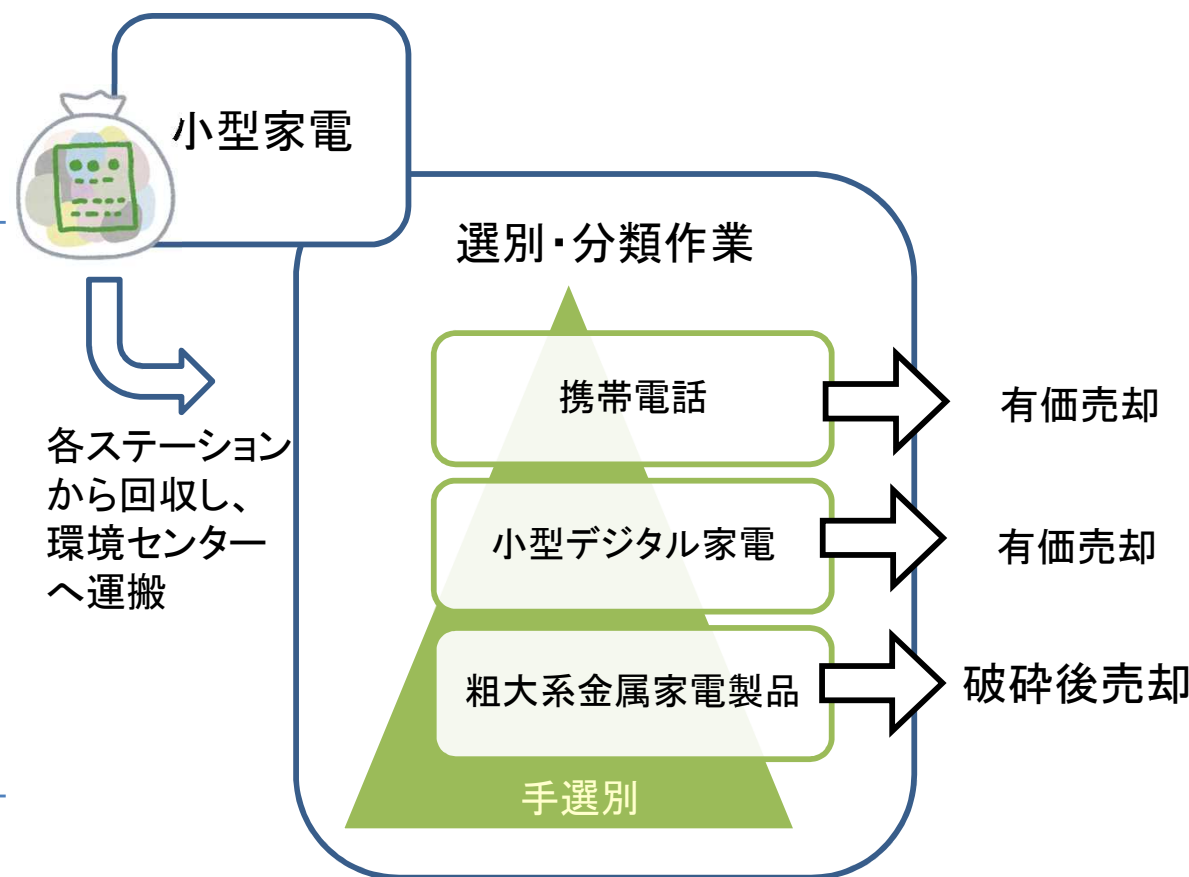 小型家電
選別・分類作業
各ステーション
から回収し、
環境センター
へ運搬
携帯電話
有価売却
小型デジタル家電
有価売却
粗大系金属家電製品
破砕後売却
手選別